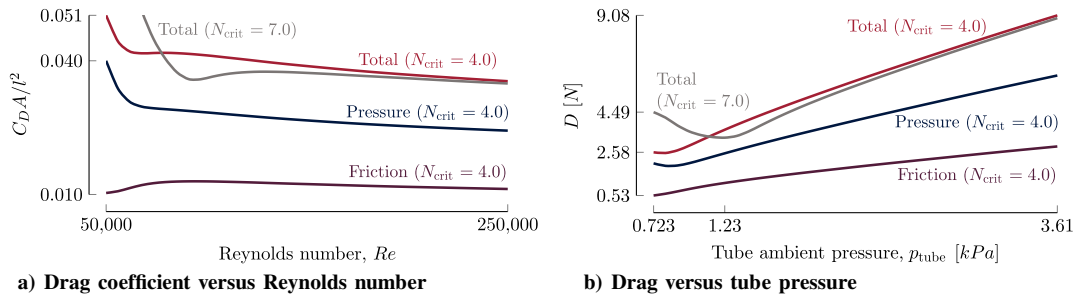 0.051
0.040
0.010
C_D A/l^2
Total (N_crit = 7.0)
Total (N_crit = 4.0)
Pressure (N_crit = 4.0)
Friction (N_crit = 4.0)
50,000
250,000
Reynolds number, Re
a) Drag coefficient versus Reynolds number
9.08
4.49
2.58
0.53
D [N]
Total (N_crit = 4.0)
Total
(N_crit = 7.0)
Pressure (N_crit = 4.0)
Friction (N_crit = 4.0)
0.723
1.23
3.61
Tube ambient pressure, p_tube [kPa]
b) Drag versus tube pressure